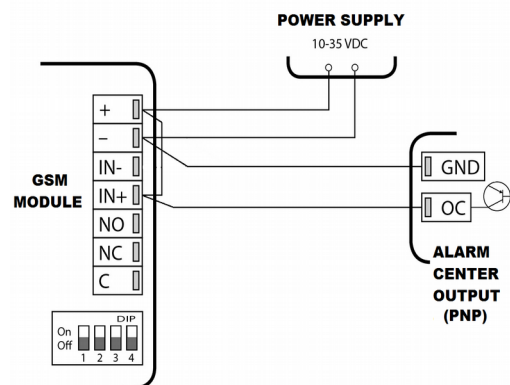 POWER SUPPLY
10-35 VDC
GSM
MODULE
+
−
IN-
IN+
NO
NC
C
GND
OC
ALARM
CENTER
OUTPUT
(PNP)
DIP
On
Off
1 2 3 4